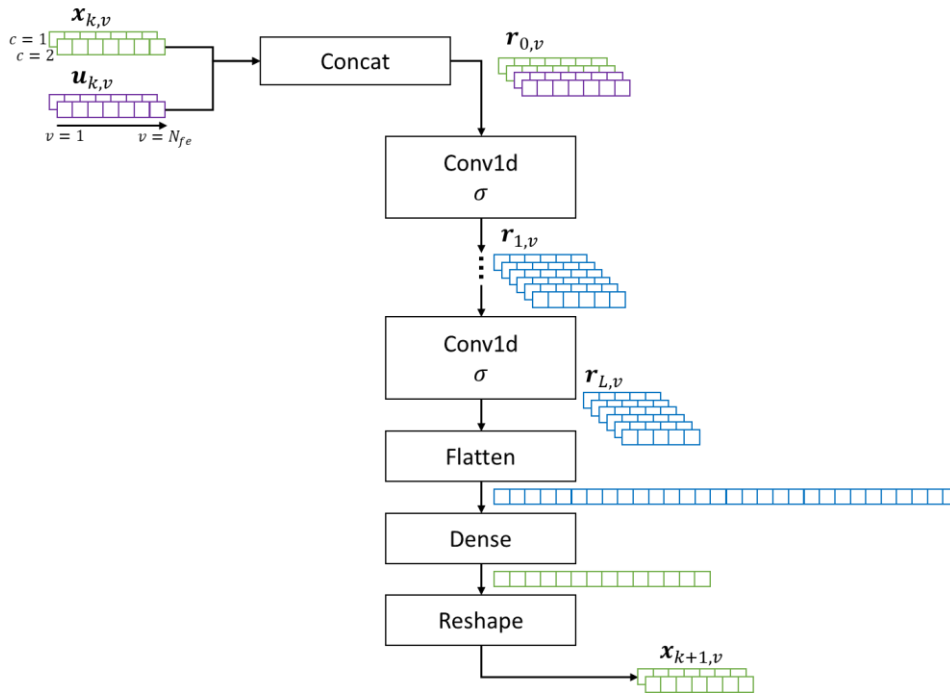 𝒙_{k,v}
c = 1
c = 2
𝒖_{k,v}
v = 1
v = N_{fe}
Concat
𝒓_{0,v}
Conv1d
σ
𝒓_{1,v}
Conv1d
σ
𝒓_{L,v}
Flatten
Dense
Reshape
𝒙_{k+1,v}